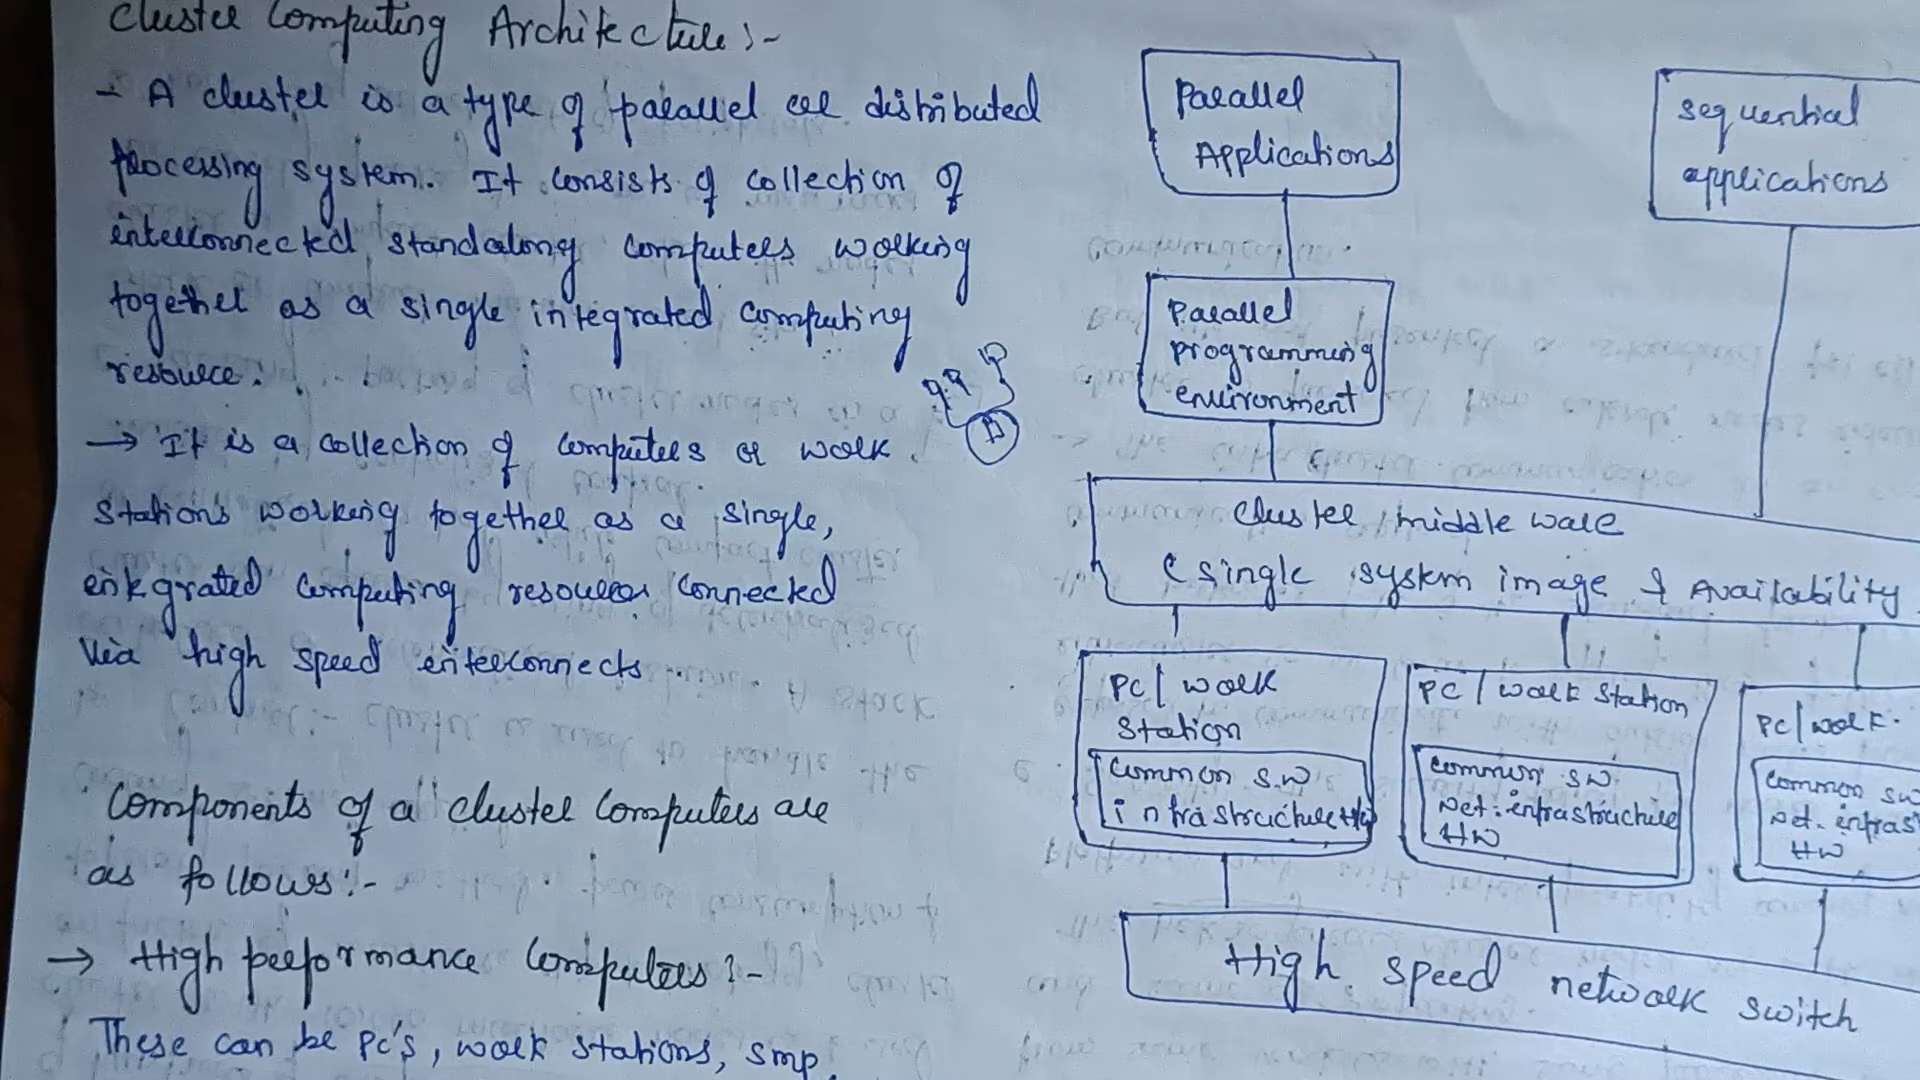 Cluster Computing Architecture :-
- A cluster is a type of parallel or distributed
processing system. It consists of collection of
interconnected standalong computers working
together as a single integrated computing
resource.
→ It is a collection of computers or work
stations working together as a single,
integrated computing resources connected
via high speed interconnects
Components of a cluster computers are
as follows :-
→ High performance Computers :-
These can be PC's, work stations, smp
Parallel
Applications
sequential
applications
Parallel
programming
environment
Cluster middle ware
(single system image & Availability
PC | work
station
Common s.w
infrastructure Hw
PC | work station
common sw
net. infrastructure
HW
PC | work.
common sw
net. infras
HW
High speed network switch